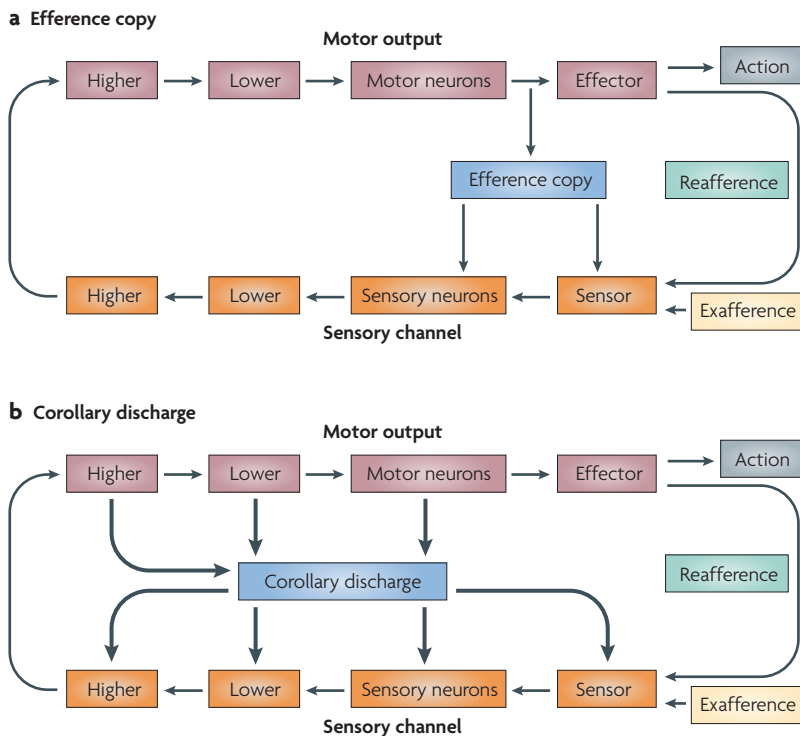 a Efference copy
Motor output
Higher
Lower
Motor neurons
Effector
Action
Efference copy
Reafference
Higher
Lower
Sensory neurons
Sensor
Exafference
Sensory channel
b Corollary discharge
Motor output
Higher
Lower
Motor neurons
Effector
Action
Corollary discharge
Reafference
Higher
Lower
Sensory neurons
Sensor
Exafference
Sensory channel